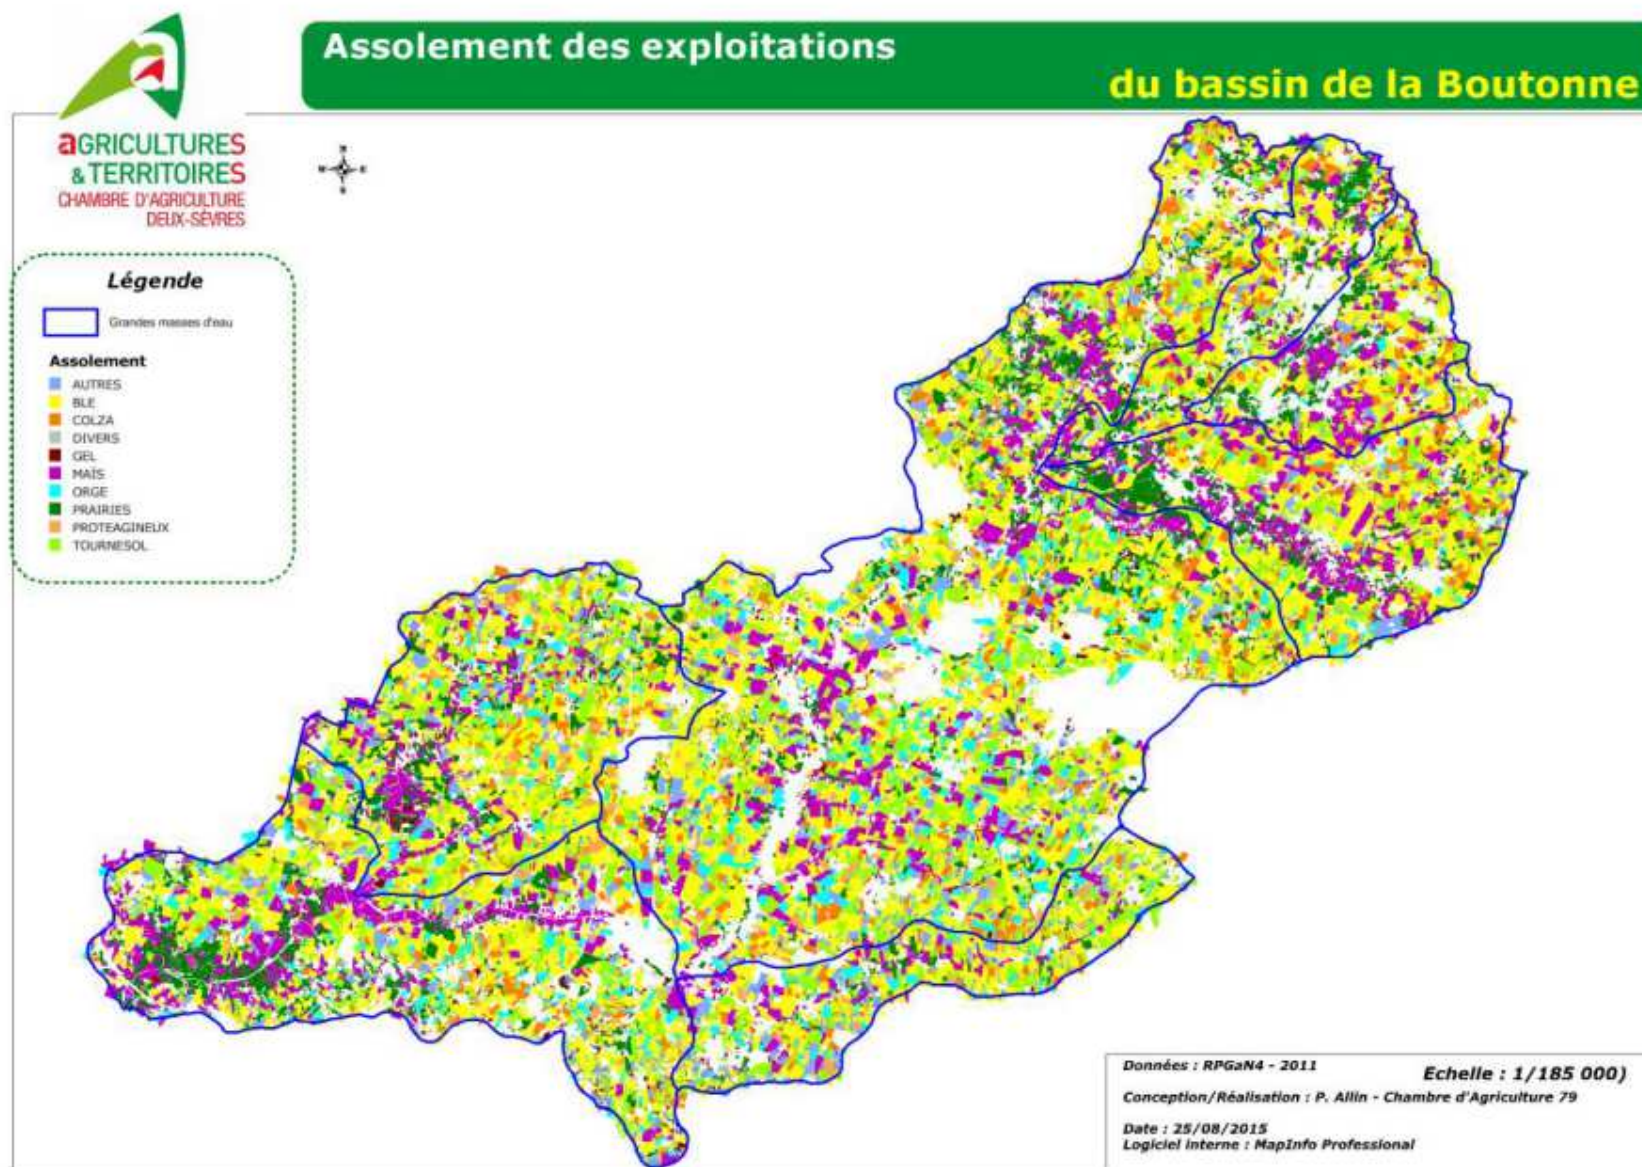 Assolement des exploitations
du bassin de la Boutonne
a
aGRICULTURES
& TERRITOIRES
CHAMBRE D'AGRICULTURE
DEUX-SÈVRES
N
E
S
Légende
Grandes masses d'eau
Assolement
AUTRES
BLE
COLZA
DIVERS
GEL
MAÏS
ORGE
PRAIRIES
PROTEAGINEUX
TOURNESOL
Données : RPGaN4 - 2011
Echelle : 1/185 000)
Conception/Réalisation : P. Allin - Chambre d'Agriculture 79
Date : 25/08/2015
Logiciel interne : MapInfo Professional